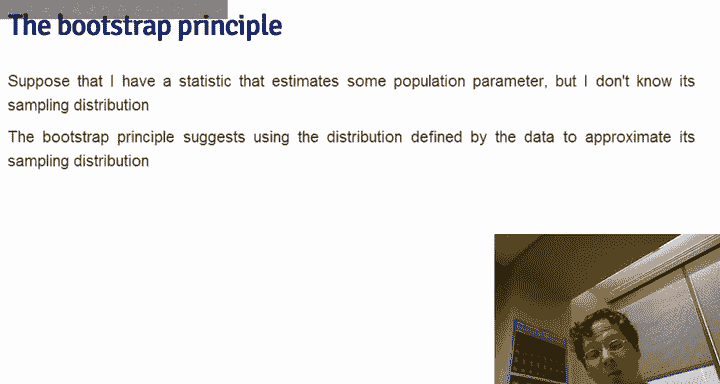 The bootstrap principle
Suppose that I have a statistic that estimates some population parameter, but I don't know its
sampling distribution
The bootstrap principle suggests using the distribution defined by the data to approximate its
sampling distribution